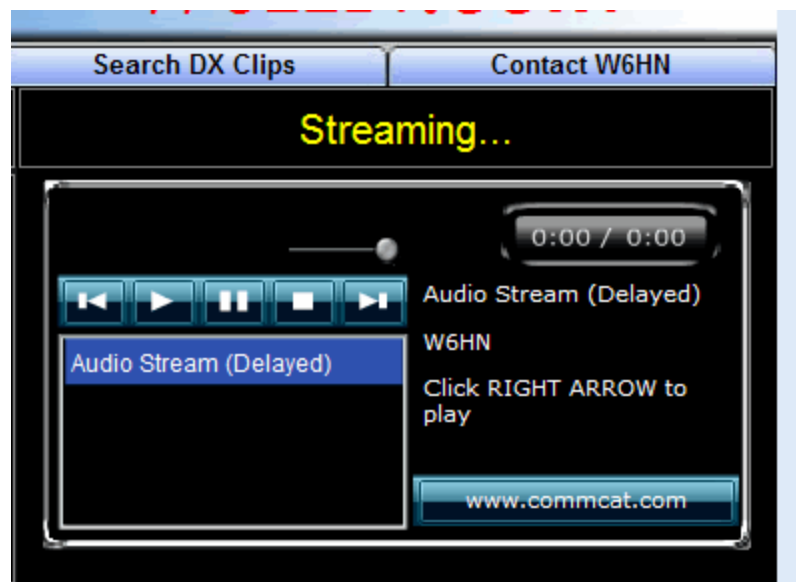 Search DX Clips
Contact W6HN
Streaming...
0:00 / 0:00
Audio Stream (Delayed)
W6HN
Click RIGHT ARROW to
play
Audio Stream (Delayed)
www.commcat.com